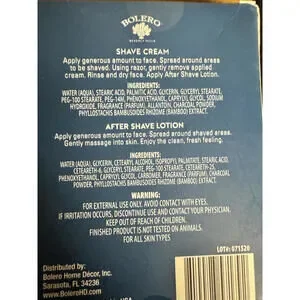 BOLERO
BEVERLY HILLS
SHAVE CREAM
Apply generous amount to face. Spread around areas
to be shaved. Using razor, gently remove applied
cream. Rinse and dry face. Apply After Shave Lotion.
INGREDIENTS:
WATER (AQUA), STEARIC ACID, PALMITIC ACID, GLYCERIN, GLYCERYL STEARATE,
PEG-100 STEARATE, PEG-14M, PHENOXYETHANOL, CAPRYLYL GLYCOL, SODIUM
HYDROXIDE, FRAGRANCE (PARFUM), ALLANTOIN, CHARCOAL POWDER,
PHYLLOSTACHIS BAMBUSOIDES RHIZOME (BAMBOO) EXTRACT.
AFTER SHAVE LOTION
Apply generous amount to face. Spread around shaved areas.
Gently massage into skin. Enjoy the clean, fresh feeling.
INGREDIENTS:
WATER (AQUA), GLYCERIN, CETEARYL ALCOHOL, ISOPROPYL PALMITATE, STEARIC ACID,
CETEARETH-6, GLYCERYL STEARATE, PEG-100 STEARATE, CETEARETH-25,
PHENOXYETHANOL, CAPRYLYL GLYCOL, CARBOMER, FRAGRANCE (PARFUM), CHARCOAL
POWDER, PHYLLOSTACHIS BAMBUSOIDES RHIZOME (BAMBOO) EXTRACT.
WARNING:
FOR EXTERNAL USE ONLY. AVOID CONTACT WITH EYES.
IF IRRITATION OCCURS, DISCONTINUE USE AND CONTACT YOUR PHYSICIAN.
KEEP OUT OF REACH OF CHILDREN.
FINISHED PRODUCT IS NOT TESTED ON ANIMALS.
FOR ALL SKIN TYPES
LOT#: 071520
Distributed by:
Bolero Home Décor, Inc.
Sarasota, FL 34236
www.BoleroHD.com
USA